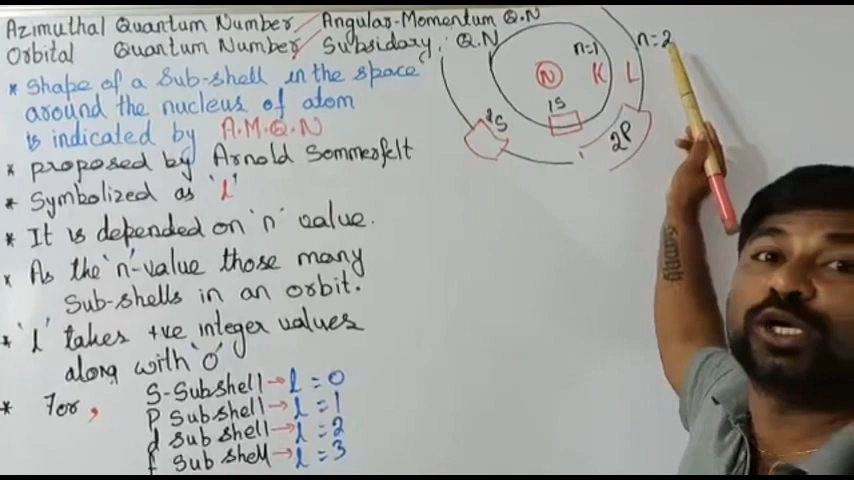 Azimuthal Quantum Number / Angular-Momentum Q.N
Orbital Quantum Number / Subsidary. Q.N
* Shape of a Sub-shell in the space
around the nucleus of atom
is indicated by A.M.Q.N
* proposed by Arnold Sommerfelt
* Symbolized as 'l'
* It is depended on 'n' value.
* As the 'n'-value those many
Sub-shells in an orbit.
* 'l' takes +ve integer values
along with '0'
* For,
S-Subshell → l = 0
P Subshell → l = 1
d Sub shell → l = 2
f Sub shell → l = 3
n=1
n=2
N
K
L
1S
2S
2P